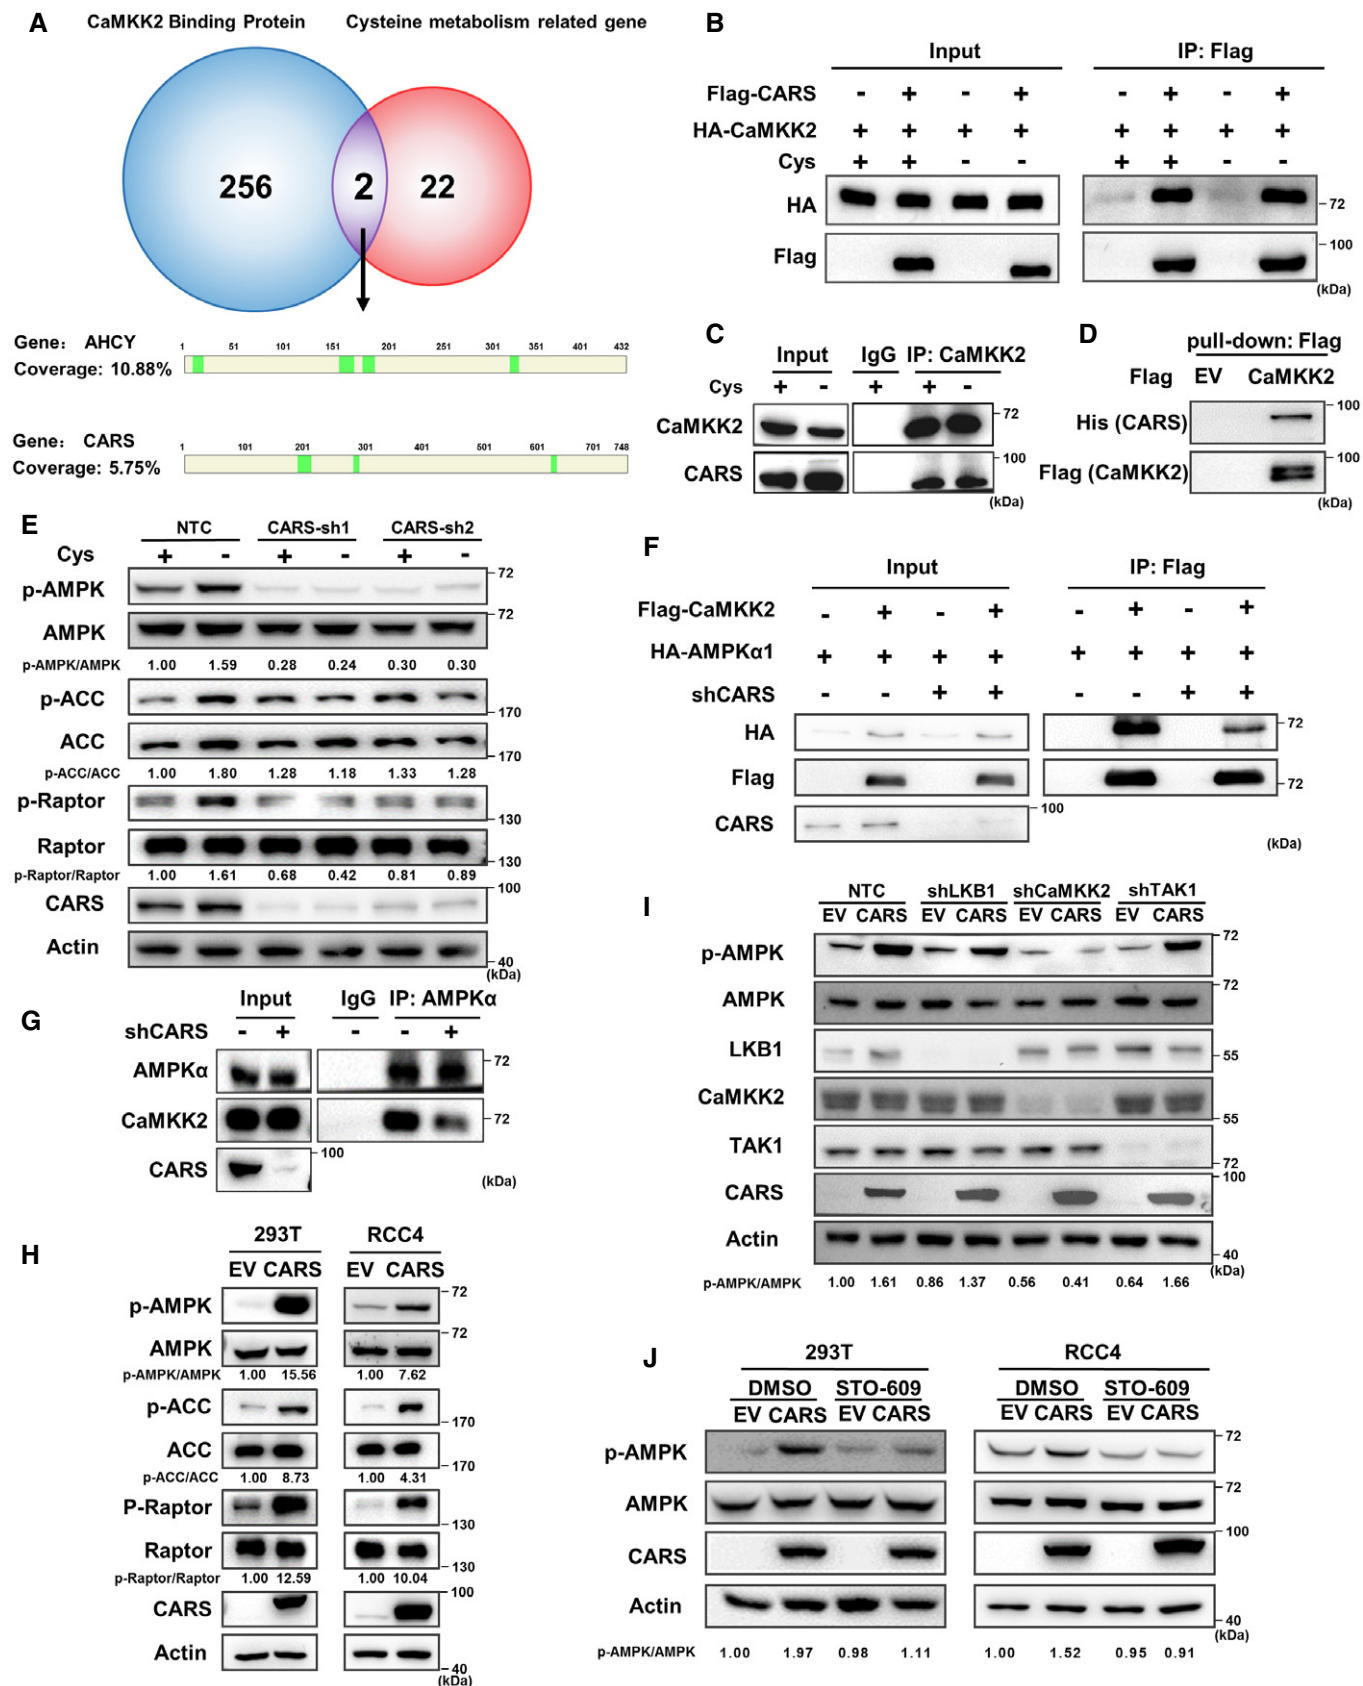 A
CaMKK2 Binding Protein
Cysteine metabolism related gene
256
2
22
Gene: AHCY
Coverage: 10.88%
1 51 101 151 201 251 301 351 401 432
Gene: CARS
Coverage: 5.75%
1 101 201 301 401 501 601 701 748
B
Input IP: Flag
Flag-CARS - + - + - + - +
HA-CaMKK2 + + + + + + + +
Cys + + - - + + - -
HA
72
Flag
100
(kDa)
C
Input IgG IP: CaMKK2
Cys + - + + -
CaMKK2
72
CARS
100
(kDa)
D
pull-down: Flag
Flag EV CaMKK2
His (CARS)
100
Flag (CaMKK2)
100
(kDa)
E
NTC CARS-sh1 CARS-sh2
Cys + - + - + -
p-AMPK
72
AMPK
72
p-AMPK/AMPK 1.00 1.59 0.28 0.24 0.30 0.30
p-ACC
170
ACC
170
p-ACC/ACC 1.00 1.80 1.28 1.18 1.33 1.28
p-Raptor
130
Raptor
130
p-Raptor/Raptor 1.00 1.61 0.68 0.42 0.81 0.89
CARS
100
Actin
40
(kDa)
F
Input IP: Flag
Flag-CaMKK2 - + - + - + - +
HA-AMPKα1 + + + + + + + +
shCARS - - + + - - + +
HA
72
Flag
72
CARS
100
(kDa)
G
Input IgG IP: AMPKα
shCARS - + - - +
AMPKα
72
CaMKK2
72
CARS
100
(kDa)
H
293T RCC4
EV CARS EV CARS
p-AMPK
72
AMPK
72
p-AMPK/AMPK 1.00 15.56 1.00 7.62
p-ACC
170
ACC
170
p-ACC/ACC 1.00 8.73 1.00 4.31
P-Raptor
130
Raptor
130
p-Raptor/Raptor 1.00 12.59 1.00 10.04
CARS
100
Actin
40
(kDa)
I
NTC shLKB1 shCaMKK2 shTAK1
EV CARS EV CARS EV CARS EV CARS
p-AMPK
72
AMPK
72
LKB1
55
CaMKK2
55
TAK1
72
CARS
100
Actin
40
(kDa)
p-AMPK/AMPK 1.00 1.61 0.86 1.37 0.56 0.41 0.64 1.66
J
293T RCC4
DMSO STO-609 DMSO STO-609
EV CARS EV CARS EV CARS EV CARS
p-AMPK
72
AMPK
72
CARS
100
Actin
40
(kDa)
p-AMPK/AMPK 1.00 1.97 0.98 1.11 1.00 1.52 0.95 0.91